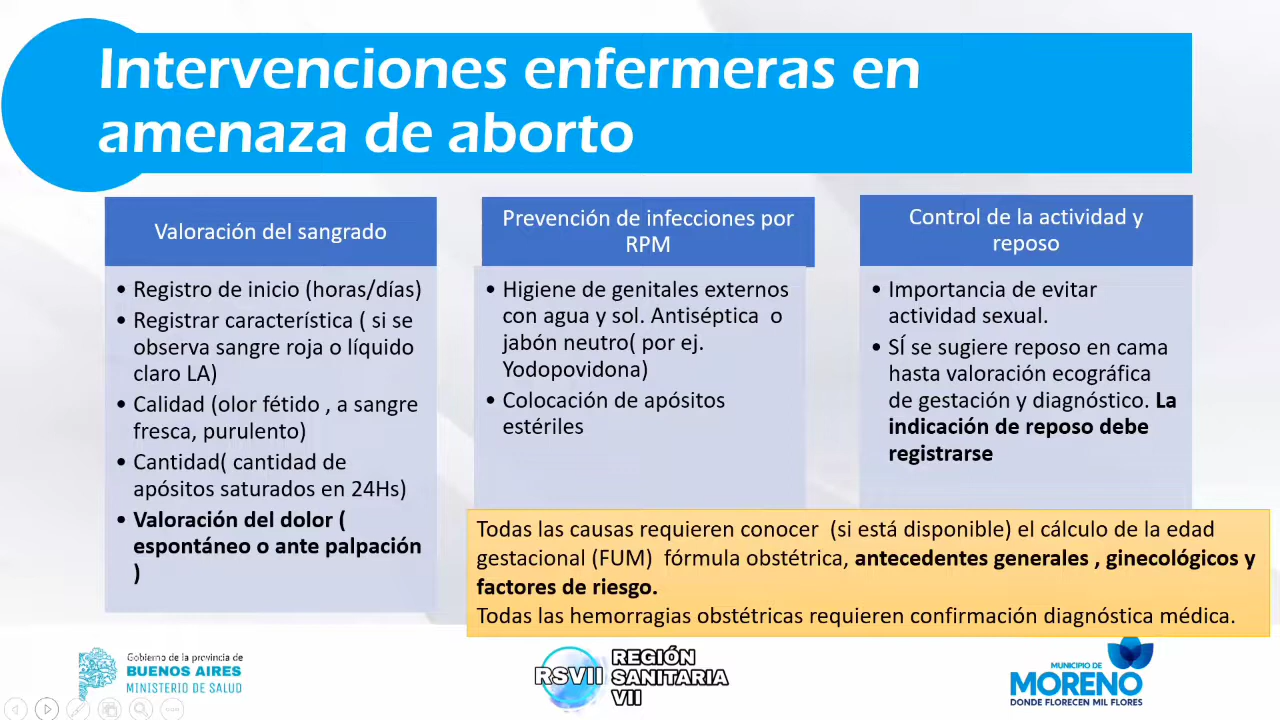 Intervenciones enfermeras en
amenaza de aborto
Valoración del sangrado
• Registro de inicio (horas/días)
• Registrar característica ( si se
observa sangre roja o líquido
claro LA)
• Calidad (olor fétido , a sangre
fresca, purulento)
• Cantidad( cantidad de
apósitos saturados en 24Hs)
• Valoración del dolor (
espontáneo o ante palpación
)
Prevención de infecciones por
RPM
• Higiene de genitales externos
con agua y sol. Antiséptica o
jabón neutro( por ej.
Yodopovidona)
• Colocación de apósitos
estériles
Control de la actividad y
reposo
• Importancia de evitar
actividad sexual.
• SÍ se sugiere reposo en cama
hasta valoración ecográfica
de gestación y diagnóstico. La
indicación de reposo debe
registrarse
Todas las causas requieren conocer (si está disponible) el cálculo de la edad
gestacional (FUM) fórmula obstétrica, antecedentes generales , ginecológicos y
factores de riesgo.
Todas las hemorragias obstétricas requieren confirmación diagnóstica médica.
Gobierno de la provincia de
BUENOS AIRES
MINISTERIO DE SALUD
RSVII
REGIÓN
SANITARIA
VII
MUNICIPIO DE
MORENO
DONDE FLORECEN MIL FLORES